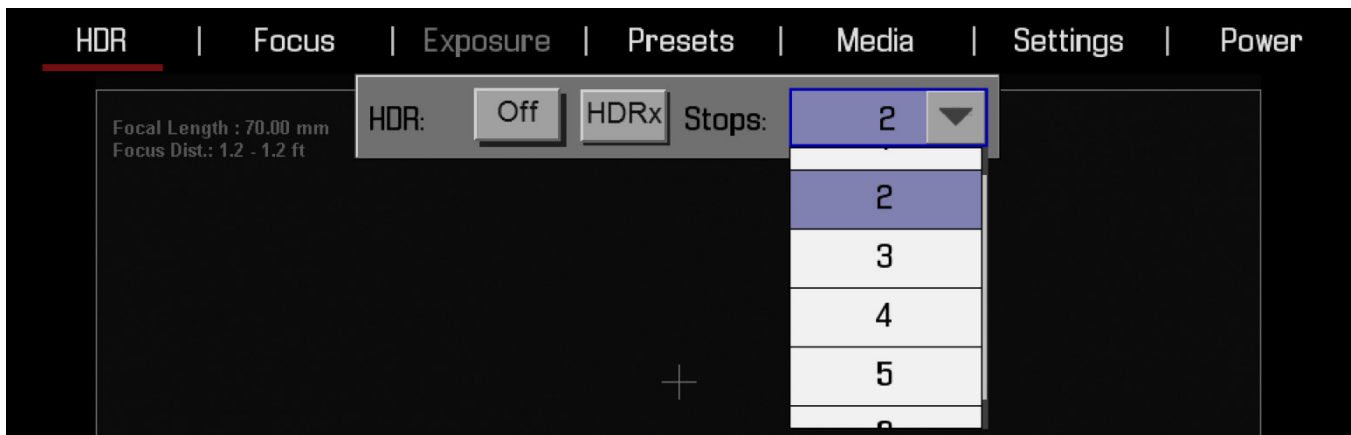 HDR | Focus | Exposure | Presets | Media | Settings | Power
HDR: Off HDRx Stops: 2
Focal Length : 70.00 mm
Focus Dist.: 1.2 - 1.2 ft
2
3
4
5